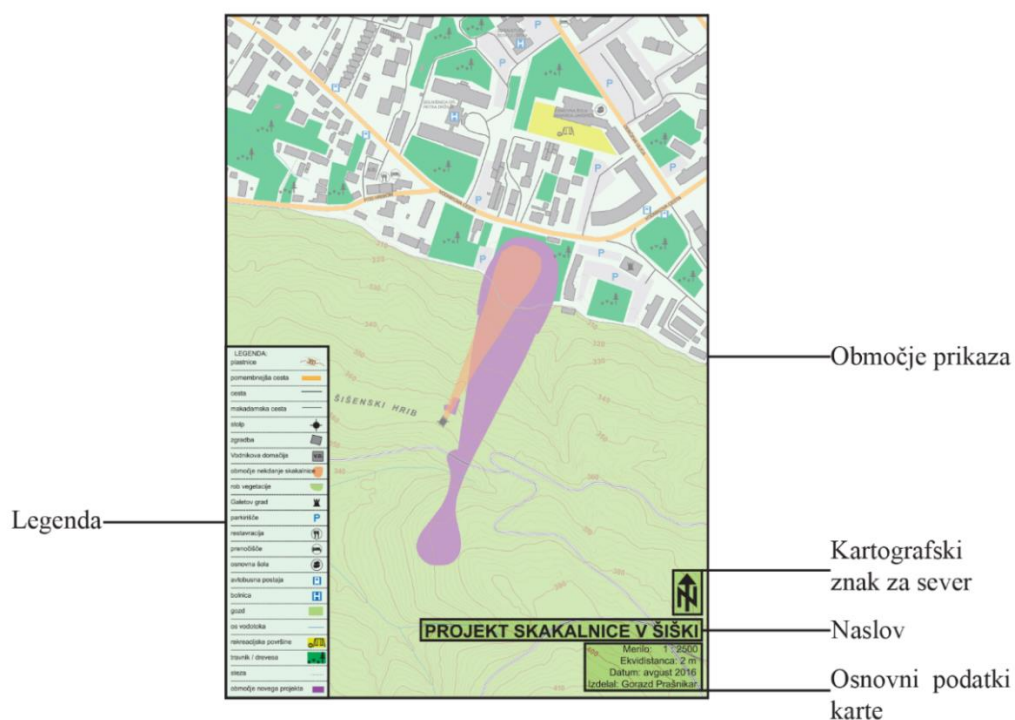 ŠIŠENSKI HRIB
LEGENDA:
plastnice
pomembnejša cesta
cesta
makadamska cesta
stolp
zgradba
Vodnikova domačija
območje nekdanje skakalnice
rob vegetacije
Galetov grad
parkirišče
P
restavracija
prenočišče
osnovna šola
avtobusna postaja
bolnica
H
gozd
os vodotoka
rekreacijske površine
travnik / drevesa
steza
območje novega projekta
Legenda
Območje prikaza
Kartografski
znak za sever
PROJEKT SKAKALNICE V ŠIŠKI
Naslov
Merilo: 1:2500
Ekvidistanca: 2 m
Datum: avgust 2016
Izdelal: Gorazd Prašnikar
Osnovni podatki
karte